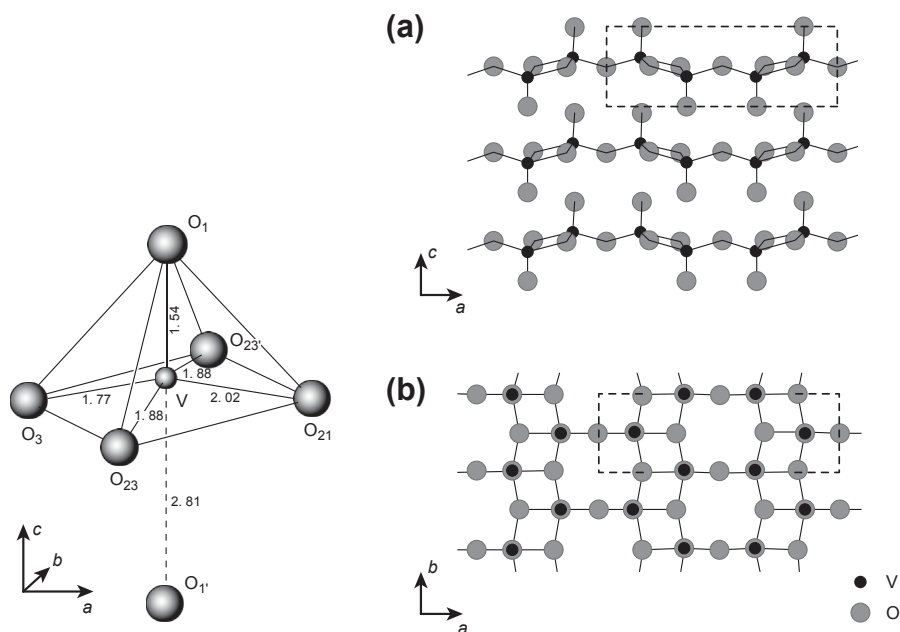 O1
1. 54
O23'
1. 88
1. 77
V
2. 02
1. 88
O3
O21
O23
2. 81
c
b
a
O1'
(a)
c
a
(b)
b
a
V
O